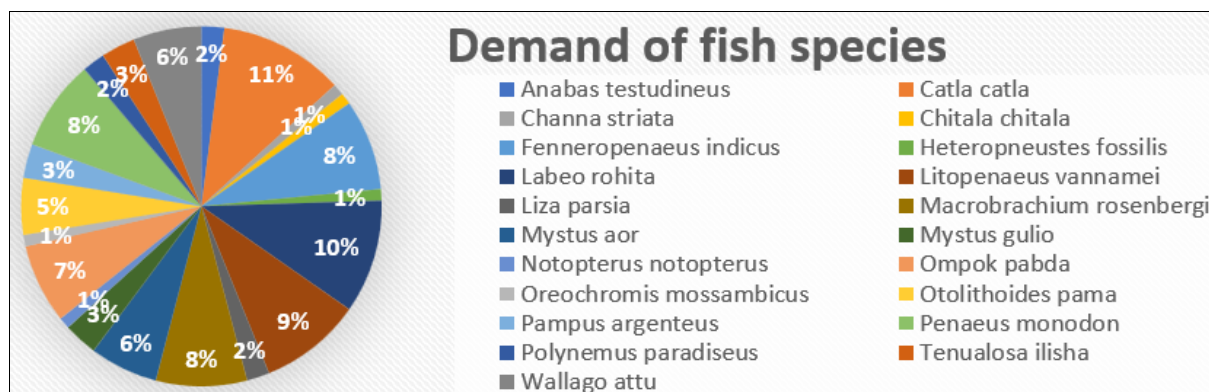 Demand of fish species
Anabas testudineus
Catla catla
Channa striata
Chitala chitala
Fenneropenaeus indicus
Heteropneustes fossilis
Labeo rohita
Litopenaeus vannamei
Liza parsia
Macrobrachium rosenbergi
Mystus aor
Mystus gulio
Notopterus notopterus
Ompok pabda
Oreochromis mossambicus
Otolithoides pama
Pampus argenteus
Penaeus monodon
Polynemus paradiseus
Tenualosa ilisha
Wallago attu
2%
11%
1%
1%
8%
1%
10%
9%
2%
8%
6%
3%
1%
7%
1%
5%
3%
8%
2%
3%
6%